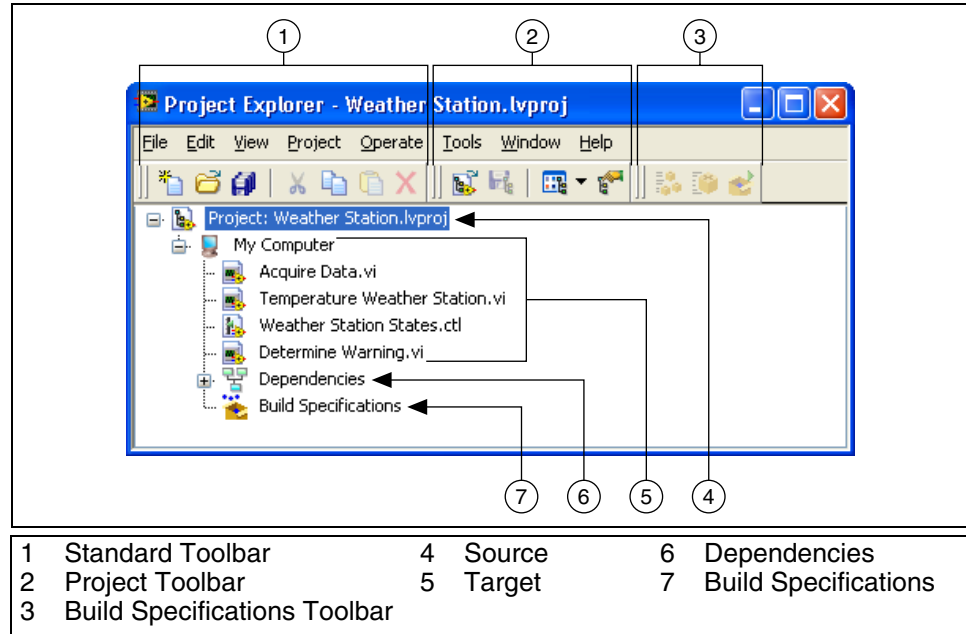 1 2 3
Project Explorer - Weather Station.lvproj
File Edit View Project Operate Tools Window Help
Project: Weather Station.lvproj
My Computer
Acquire Data.vi
Temperature Weather Station.vi
Weather Station States.ctl
Determine Warning.vi
Dependencies
Build Specifications
7 6 5 4
1 Standard Toolbar 4 Source 6 Dependencies
2 Project Toolbar 5 Target 7 Build Specifications
3 Build Specifications Toolbar